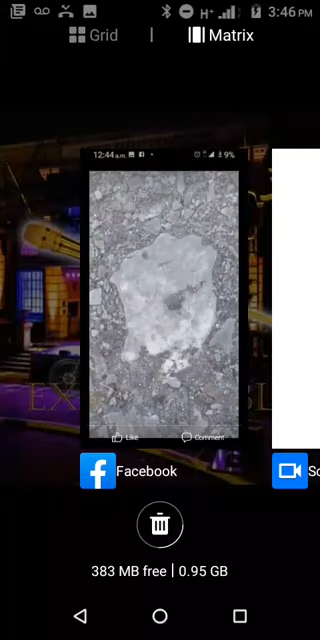 H+ 3:46 PM
Grid | Matrix
12:44 a.m. 9%
Like Comment
Facebook
383 MB free | 0.95 GB